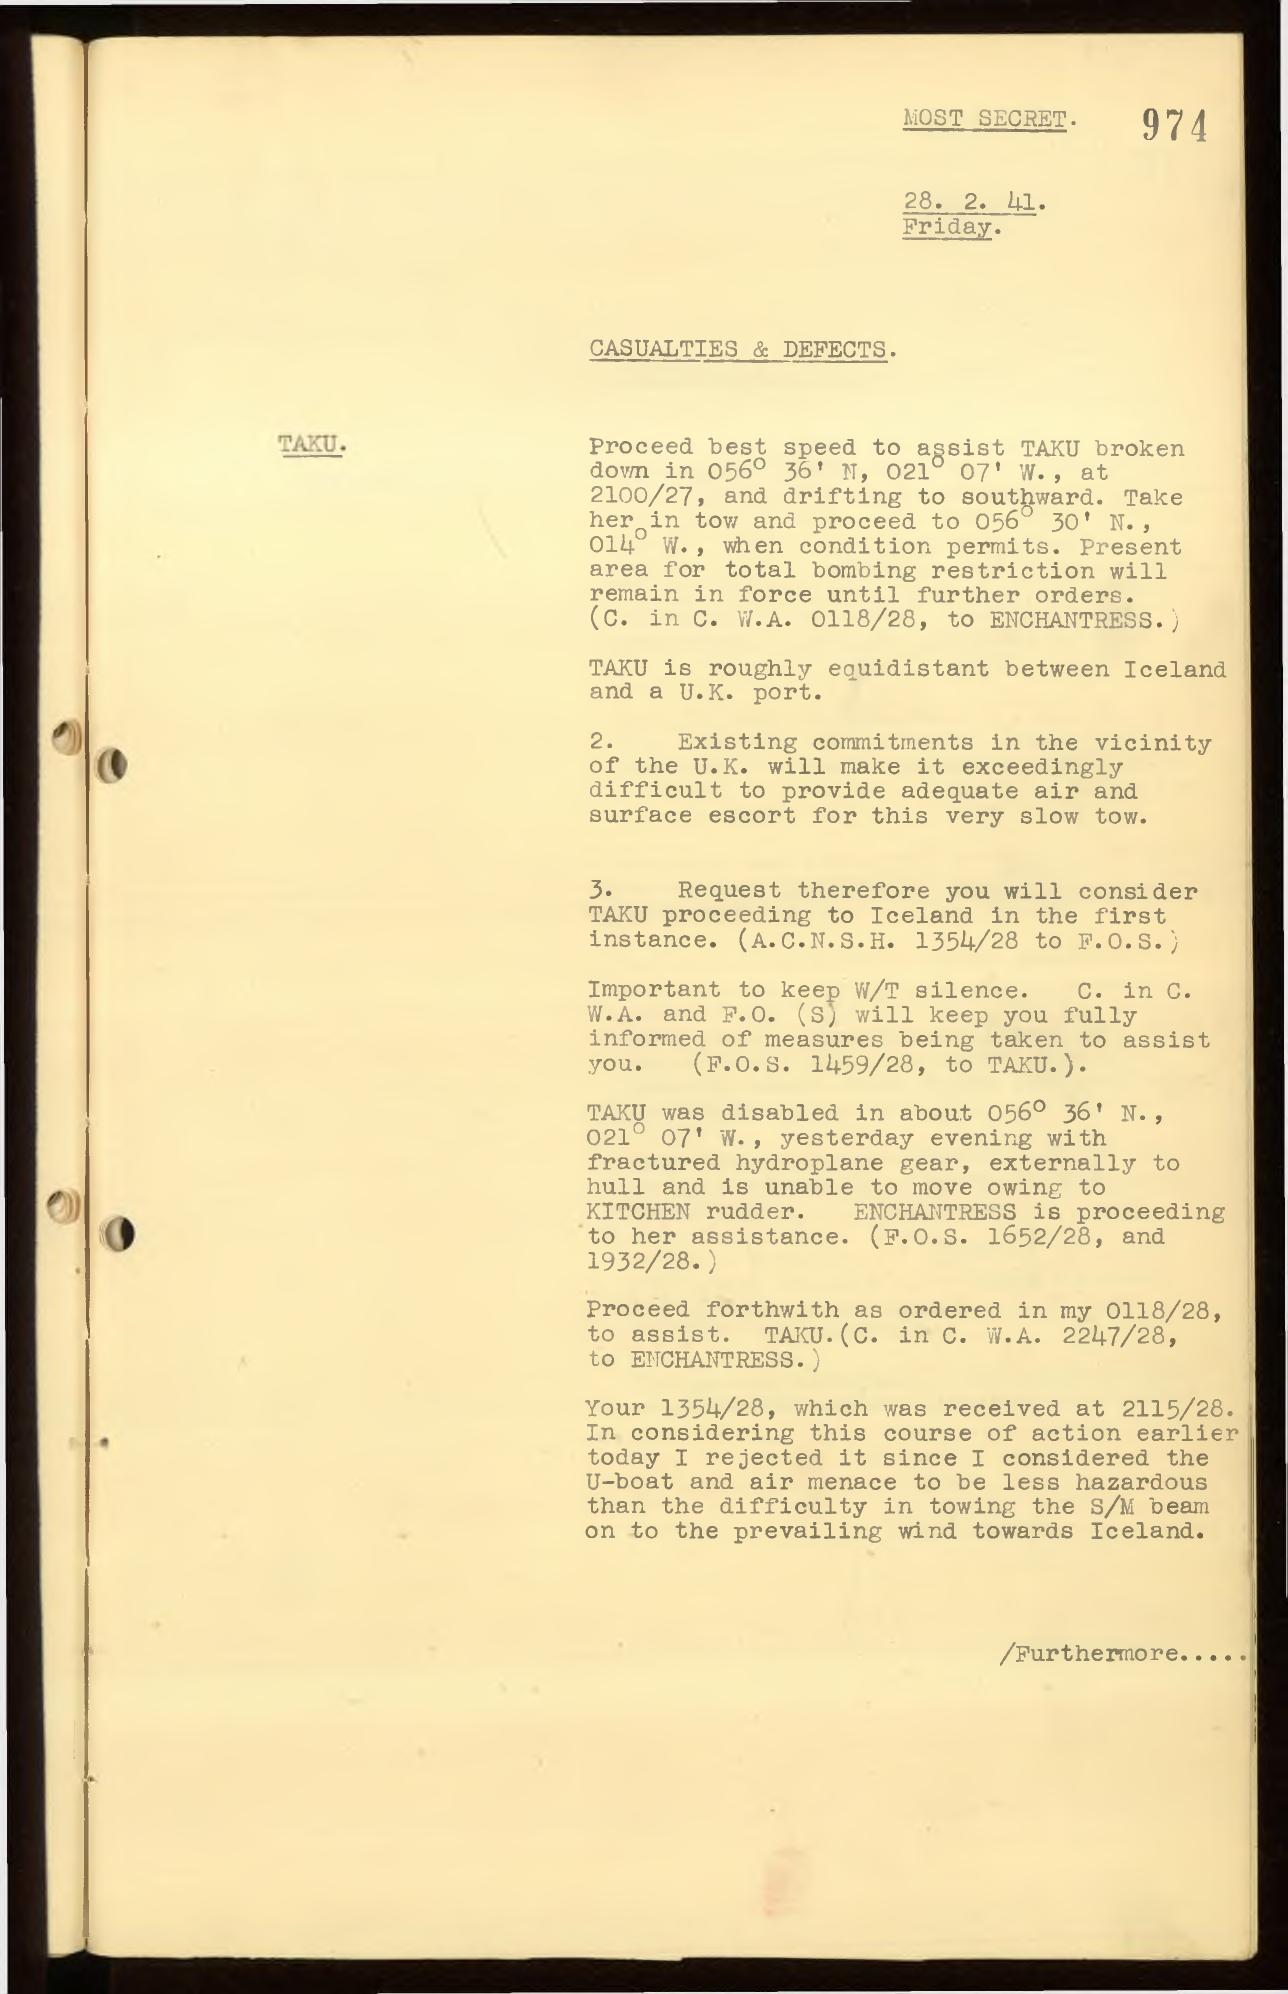 MOST SECRET. 974
28. 2. 41.
Friday.
CASUALTIES & DEFECTS.
TAKU.
Proceed best speed to assist TAKU broken
down in 056° 36' N, 021° 07' W., at
2100/27, and drifting to southward. Take
her in tow and proceed to 056° 30' N.,
014° W., when condition permits. Present
area for total bombing restriction will
remain in force until further orders.
(C. in C. W.A. 0118/28, to ENCHANTRESS.)
TAKU is roughly equidistant between Iceland
and a U.K. port.
2. Existing commitments in the vicinity
of the U.K. will make it exceedingly
difficult to provide adequate air and
surface escort for this very slow tow.
3. Request therefore you will consider
TAKU proceeding to Iceland in the first
instance. (A.C.N.S.H. 1354/28 to F.O.S.)
Important to keep W/T silence. C. in C.
W.A. and F.O. (S) will keep you fully
informed of measures being taken to assist
you. (F.O.S. 1459/28, to TAKU.).
TAKU was disabled in about 056° 36' N.,
021° 07' W., yesterday evening with
fractured hydroplane gear, externally to
hull and is unable to move owing to
KITCHEN rudder. ENCHANTRESS is proceeding
to her assistance. (F.O.S. 1652/28, and
1932/28.)
Proceed forthwith as ordered in my 0118/28,
to assist. TAKU.(C. in C. W.A. 2247/28,
to ENCHANTRESS.)
Your 1354/28, which was received at 2115/28.
In considering this course of action earlier
today I rejected it since I considered the
U-boat and air menace to be less hazardous
than the difficulty in towing the S/M beam
on to the prevailing wind towards Iceland.
/Furthermore.....